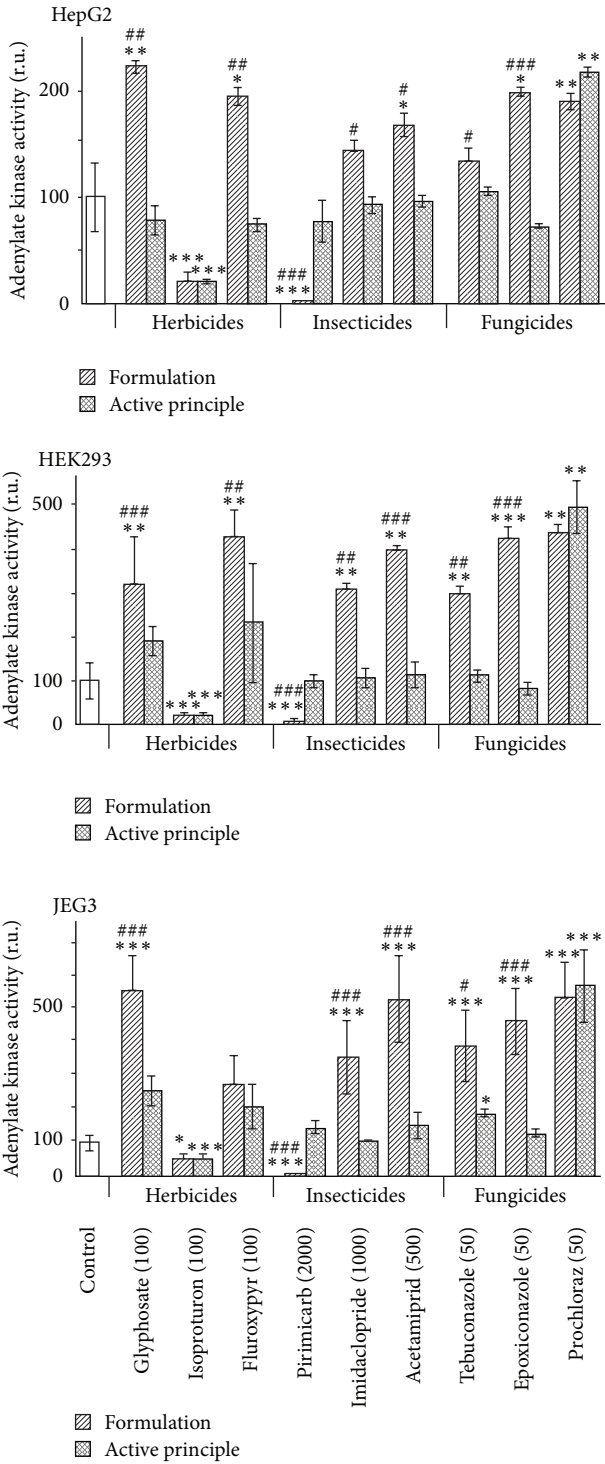 HepG2
Adenylate kinase activity (r.u.)
200
100
0
##
**
***
***
##
*
###
***
#
#
*
#
###
*
**
**
Herbicides
Insecticides
Fungicides
Formulation
Active principle
HEK293
Adenylate kinase activity (r.u.)
500
100
0
###
**
***
***
##
**
###
***
##
**
###
**
##
**
###
***
**
**
Herbicides
Insecticides
Fungicides
Formulation
Active principle
JEG3
Adenylate kinase activity (r.u.)
500
100
0
###
***
*
***
###
***
###
***
###
***
#
***
*
###
***
***
***
Herbicides
Insecticides
Fungicides
Control
Glyphosate (100)
Isoproturon (100)
Fluroxypyr (100)
Pirimicarb (2000)
Imidaclopride (1000)
Acetamiprid (500)
Tebuconazole (50)
Epoxiconazole (50)
Prochloraz (50)
Formulation
Active principle